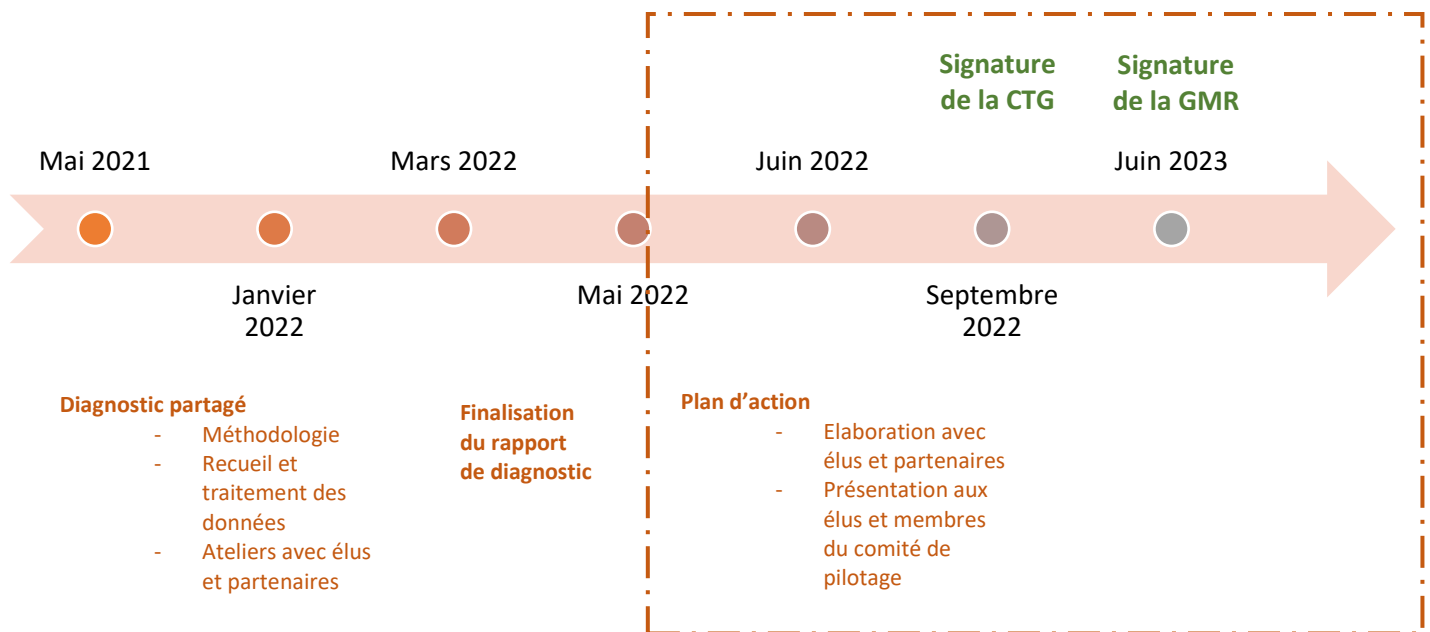 Signature
de la CTG
Signature
de la GMR
Mai 2021
Mars 2022
Juin 2022
Juin 2023
Janvier
2022
Mai 2022
Septembre
2022
Diagnostic partagé
- Méthodologie
- Recueil et
traitement des
données
- Ateliers avec élus
et partenaires
Finalisation
du rapport
de diagnostic
Plan d’action
- Elaboration avec
élus et partenaires
- Présentation aux
élus et membres
du comité de
pilotage